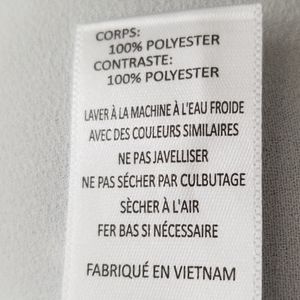 CORPS:
100% POLYESTER
CONTRASTE:
100% POLYESTER
LAVER À LA MACHINE À L'EAU FROIDE
AVEC DES COULEURS SIMILAIRES
NE PAS JAVELLISER
NE PAS SÉCHER PAR CULBUTAGE
SÈCHER À L'AIR
FER BAS SI NÉCESSAIRE
FABRIQUÉ EN VIETNAM